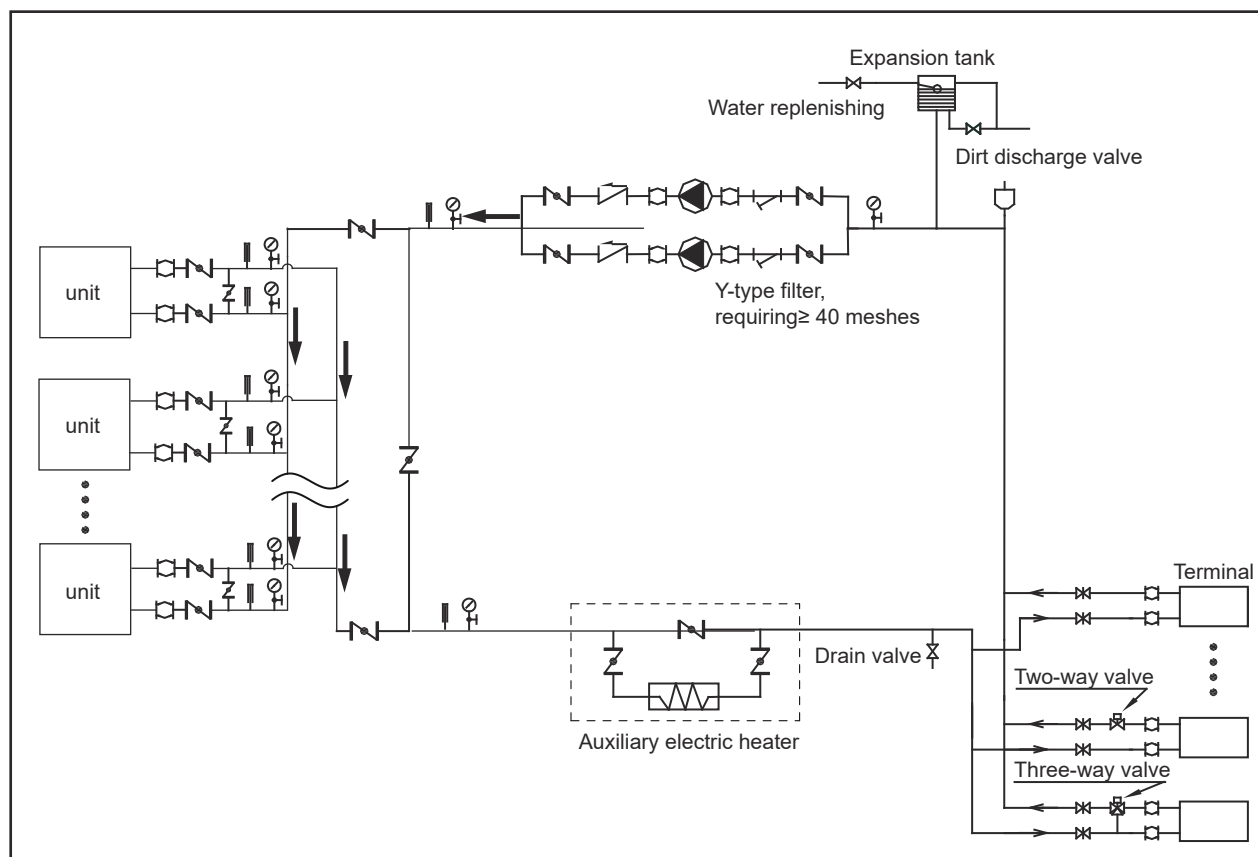 Expansion tank
Water replenishing
Dirt discharge valve
unit
Y-type filter,
requiring≥ 40 meshes
unit
unit
Terminal
Drain valve
Two-way valve
Auxiliary electric heater
Three-way valve